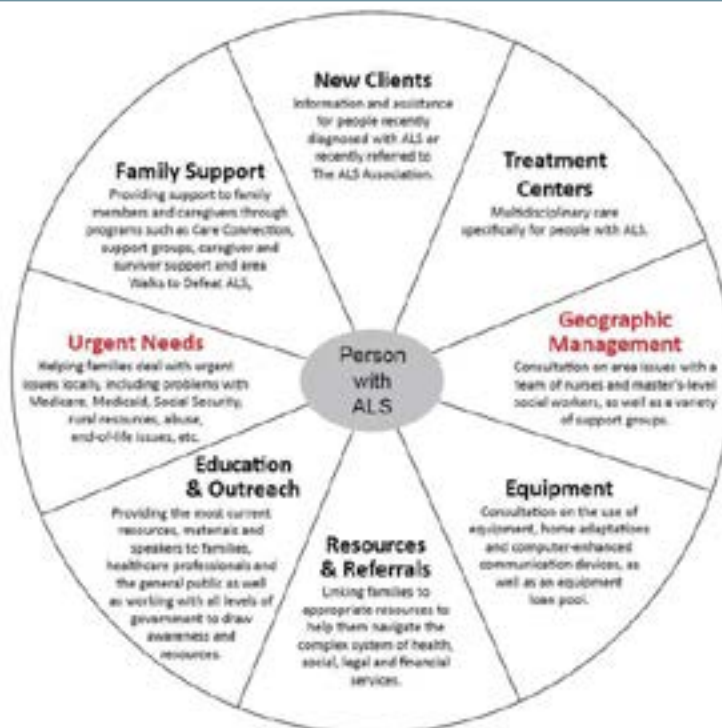 New Clients
Information and assistance
for people recently
diagnosed with ALS or
recently referred to
The ALS Association.
Treatment
Centers
Multidisciplinary care
specifically for people with ALS.
Geographic
Management
Consultation on area issues with a
team of nurses and master's-level
social workers, as well as a variety
of support groups.
Equipment
Consultation on the use of
equipment, home adaptations
and computer-enhanced
communication devices, as
well as an equipment
loan pool.
Resources
& Referrals
Linking families to
appropriate resources to
help them navigate the
complex system of health,
social, legal and financial
services.
Education
& Outreach
Providing the most current
resources, materials and
speakers to families,
healthcare professionals and
the general public as well
as working with all levels of
government to draw
awareness and
resources.
Urgent Needs
Helping families deal with urgent
issues locally, including problems with
Medicare, Medicaid, Social Security,
rural resources, abuse,
end-of-life issues, etc.
Family Support
Providing support to family
members and caregivers through
programs such as Care Connection,
support groups, caregiver and
survivor support and area
Walks to Defeat ALS,
Person
with
ALS